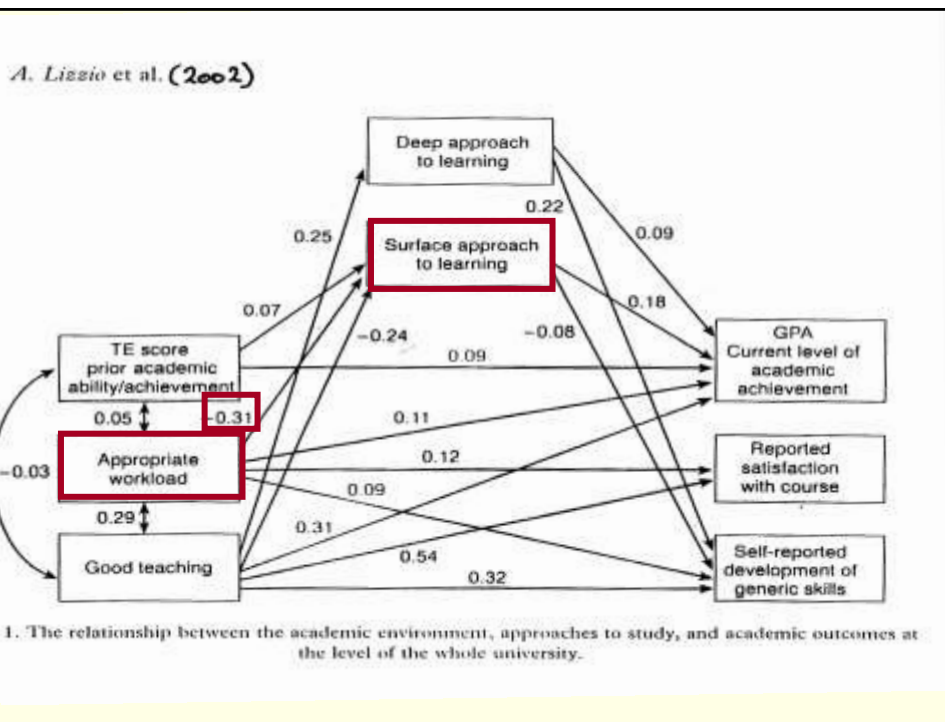 A. Lizzio et al. (2002)
Deep approach
to learning
0.22
0.25
0.09
Surface approach
to learning
0.07
0.18
-0.24
-0.08
TE score
prior academic
ability/achievement
0.09
GPA
Current level of
academic
achievement
0.05
-0.31
0.11
-0.03
Appropriate
workload
0.12
Reported
satisfaction
with course
0.09
0.29
0.31
Good teaching
0.54
0.32
Self-reported
development of
generic skills
1. The relationship between the academic environment, approaches to study, and academic outcomes at
the level of the whole university.